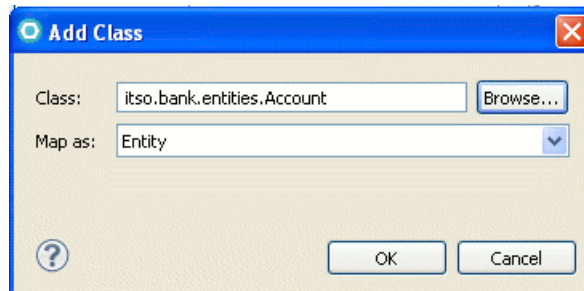 Add Class
Class: itso.bank.entities.Account Browse...
Map as: Entity
?
OK Cancel